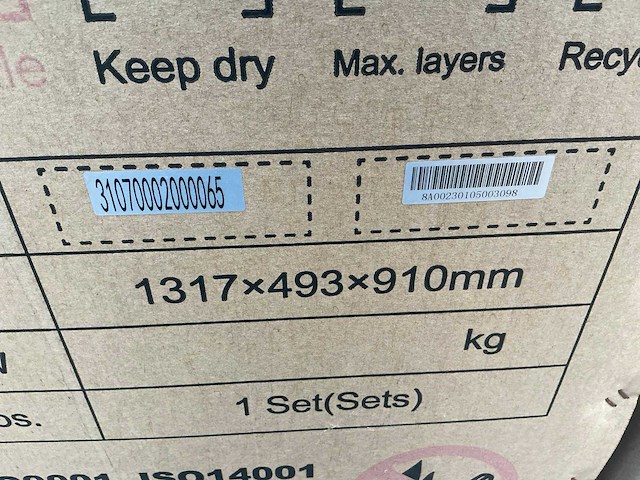 Keep dry
Max. layers
31070002000065
8A00230105003098
1317×493×910mm
kg
1 Set(Sets)
ISO14001